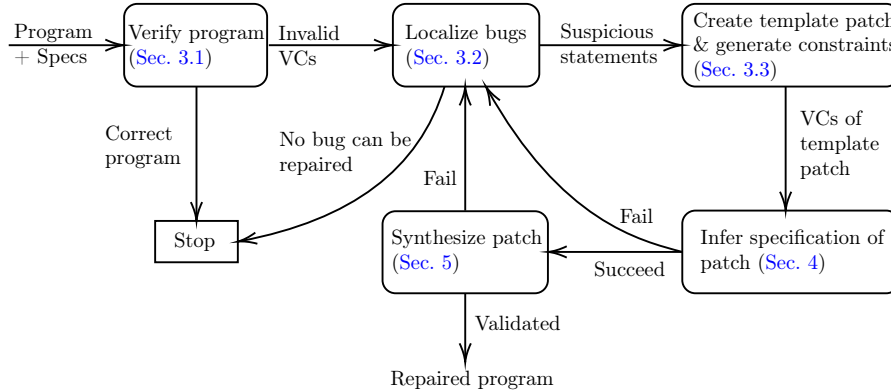 Program
+ Specs
Verify program
(Sec. 3.1)
Invalid
VCs
Localize bugs
(Sec. 3.2)
Suspicious
statements
Create template patch
& generate constraints
(Sec. 3.3)
Correct
program
No bug can be
repaired
VCs of
template
patch
Fail
Fail
Stop
Synthesize patch
(Sec. 5)
Succeed
Infer specification of
patch (Sec. 4)
Validated
Repaired program